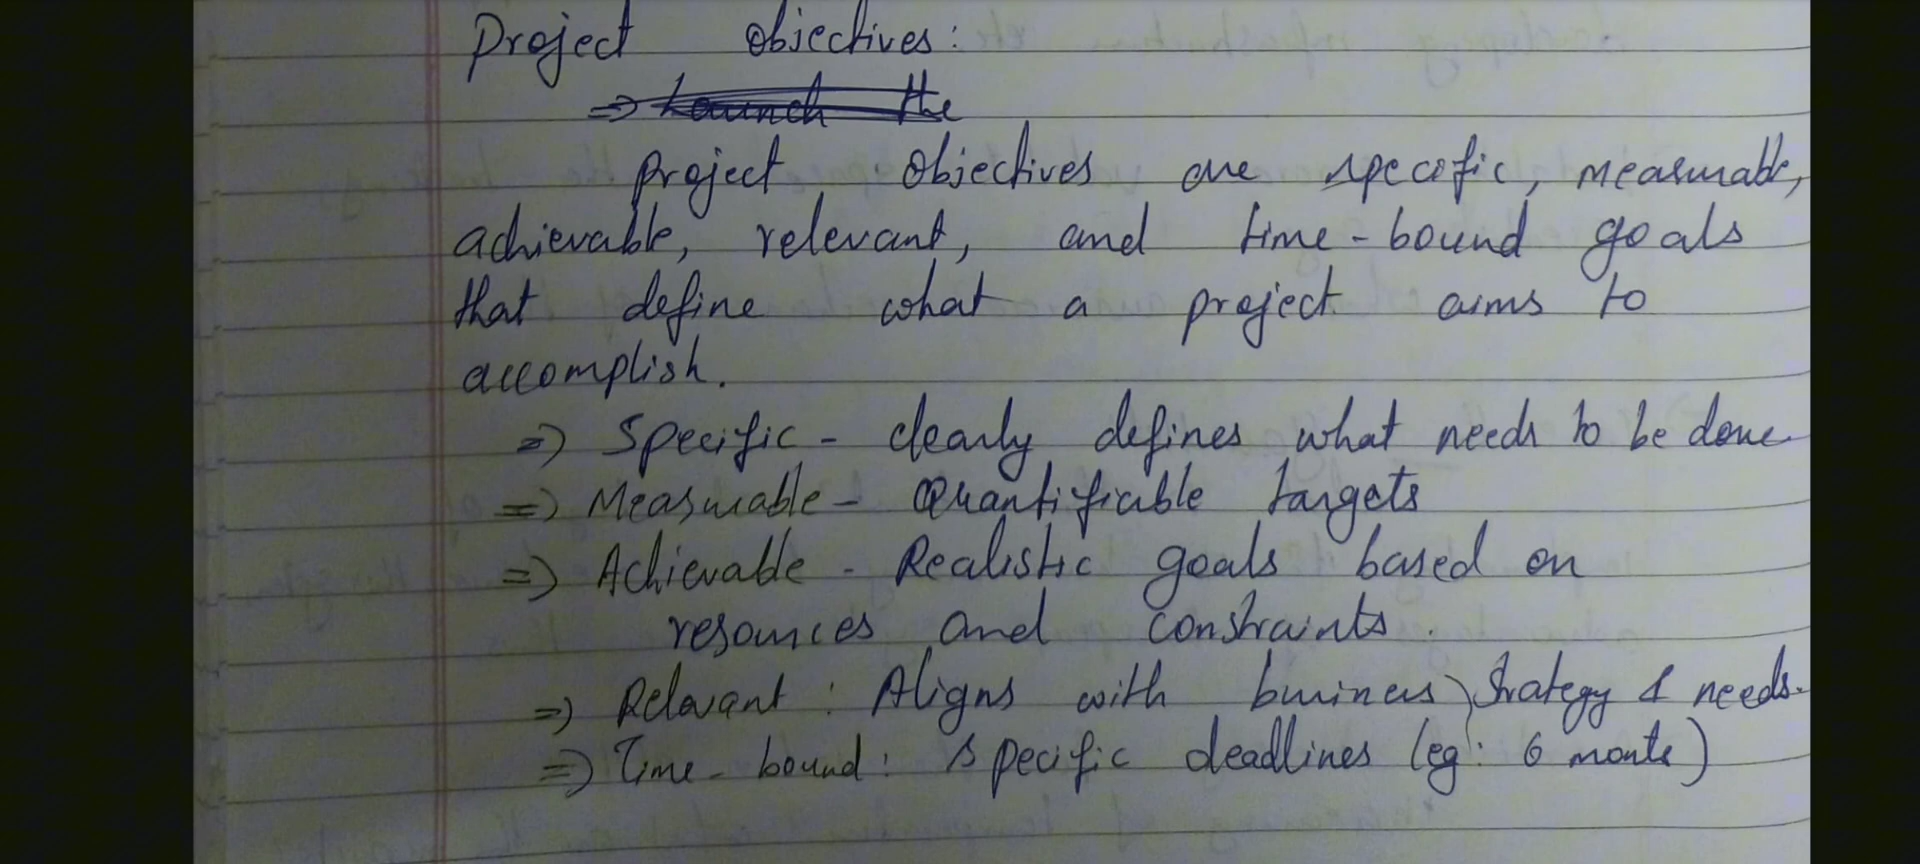 Project objectives:
⇒ Launch the
Project objectives are specific, measurable,
achievable, relevant, and time-bound goals
that define what a project aims to
accomplish.
⇒ Specific - clearly defines what needs to be done
⇒ Measurable - Quantifiable targets
⇒ Achievable - Realistic goals based on
resources and constraints.
⇒ Relevant : Aligns with business strategy & needs.
⇒ Time-bound : specific deadlines (eg: 6 monts)